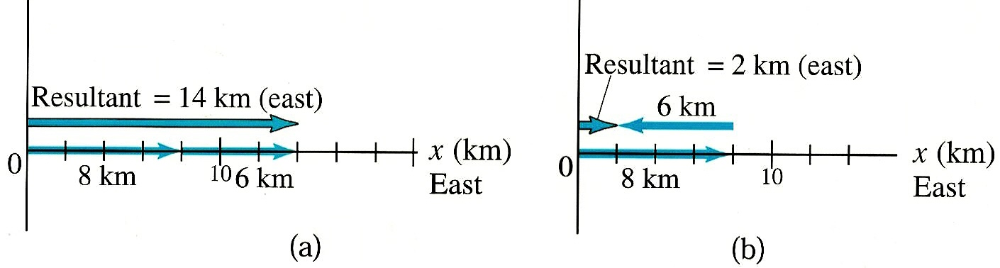 Resultant = 14 km (east)
0
8 km
10
6 km
x (km)
East
(a)
Resultant = 2 km (east)
6 km
0
8 km
10
x (km)
East
(b)